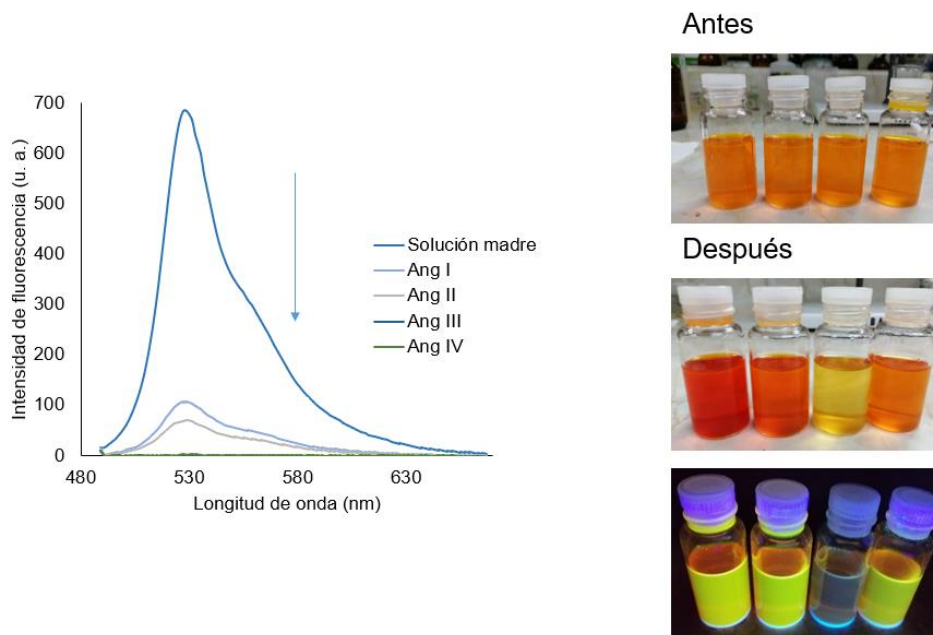 Antes
700
600
500
400
300
200
100
0
Intensidad de fluorescencia (u. a.)
480
530
580
630
Longitud de onda (nm)
Solución madre
Ang I
Ang II
Ang III
Ang IV
Después